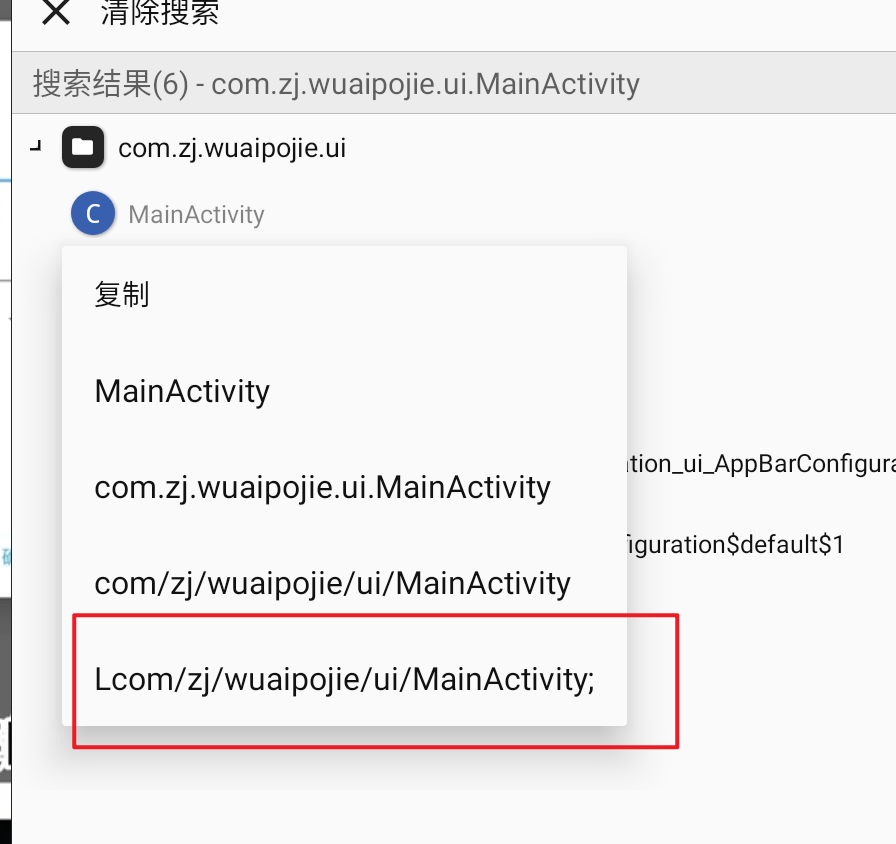 清除搜索
搜索结果(6) - com.zj.wuaipojie.ui.MainActivity
com.zj.wuaipojie.ui
C
MainActivity
复制
MainActivity
com.zj.wuaipojie.ui.MainActivity
tion_ui_AppBarConfigura
com/zj/wuaipojie/ui/MainActivity
figuration$default$1
Lcom/zj/wuaipojie/ui/MainActivity;